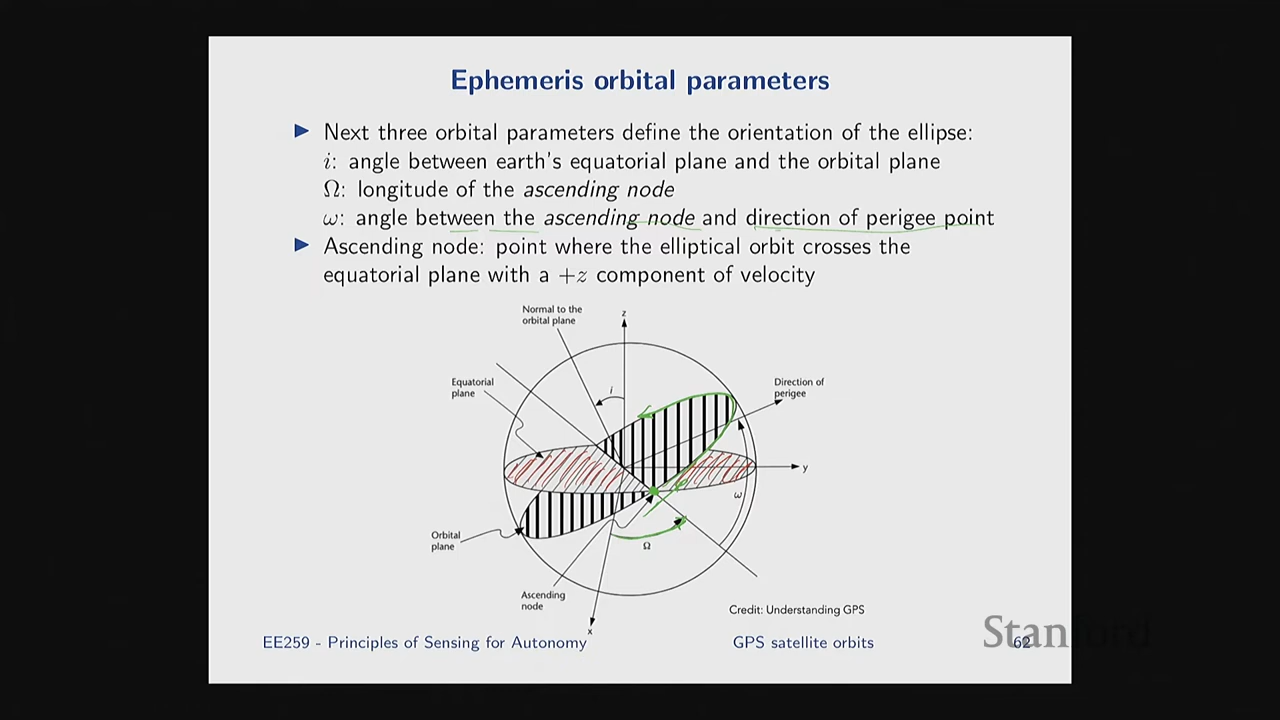 Ephemeris orbital parameters
▶ Next three orbital parameters define the orientation of the ellipse:
i: angle between earth's equatorial plane and the orbital plane
Ω: longitude of the ascending node
ω: angle between the ascending node and direction of perigee point
▶ Ascending node: point where the elliptical orbit crosses the
equatorial plane with a +z component of velocity
Normal to the
orbital plane
z
i
Equatorial
plane
Direction of
perigee
y
ω
Orbital
plane
Ω
Ascending
node
x
Credit: Understanding GPS
EE259 - Principles of Sensing for Autonomy
GPS satellite orbits
62
Stanford